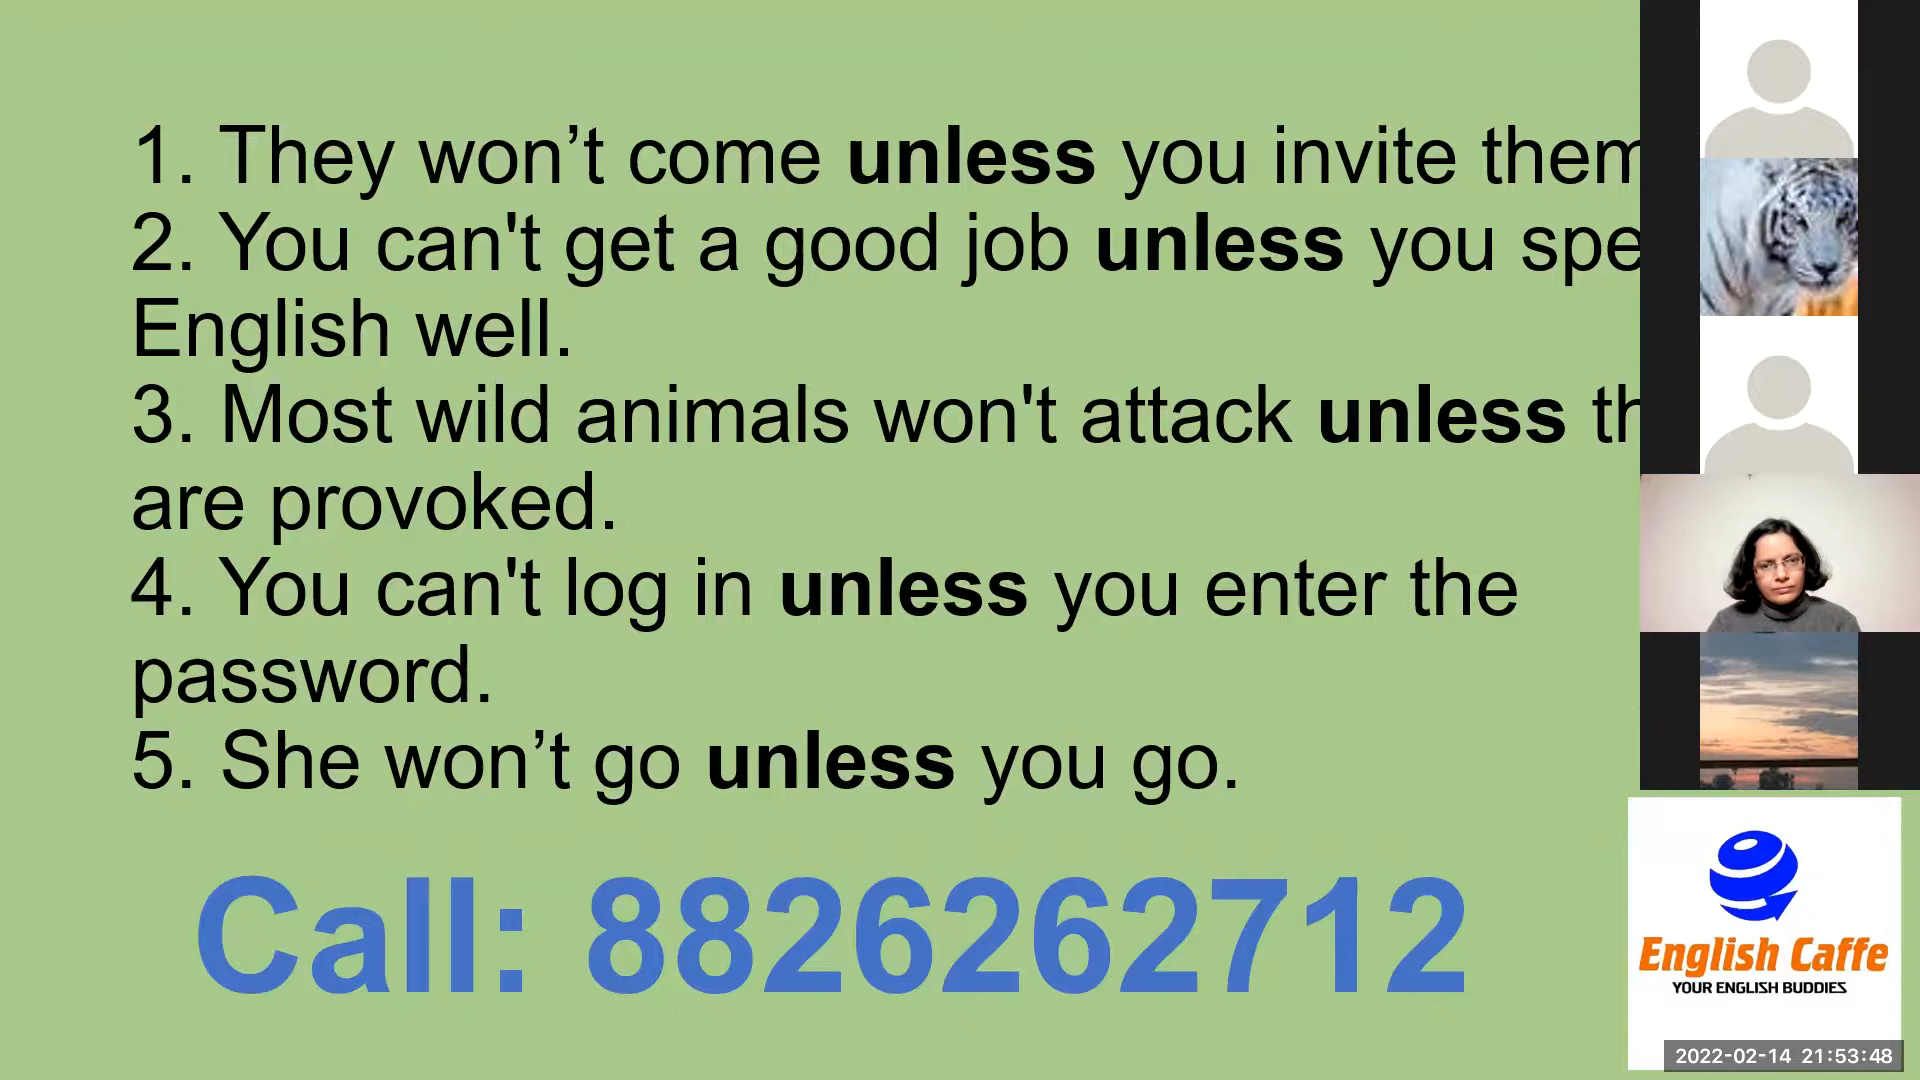 1. They won’t come unless you invite them
2. You can't get a good job unless you
English well.
3. Most wild animals won't attack unless
are provoked.
4. You can't log in unless you enter the
password.
5. She won’t go unless you go.
Call: 8826262712
English Caffe
YOUR ENGLISH BUDDIES
2022-02-14 21:53:48